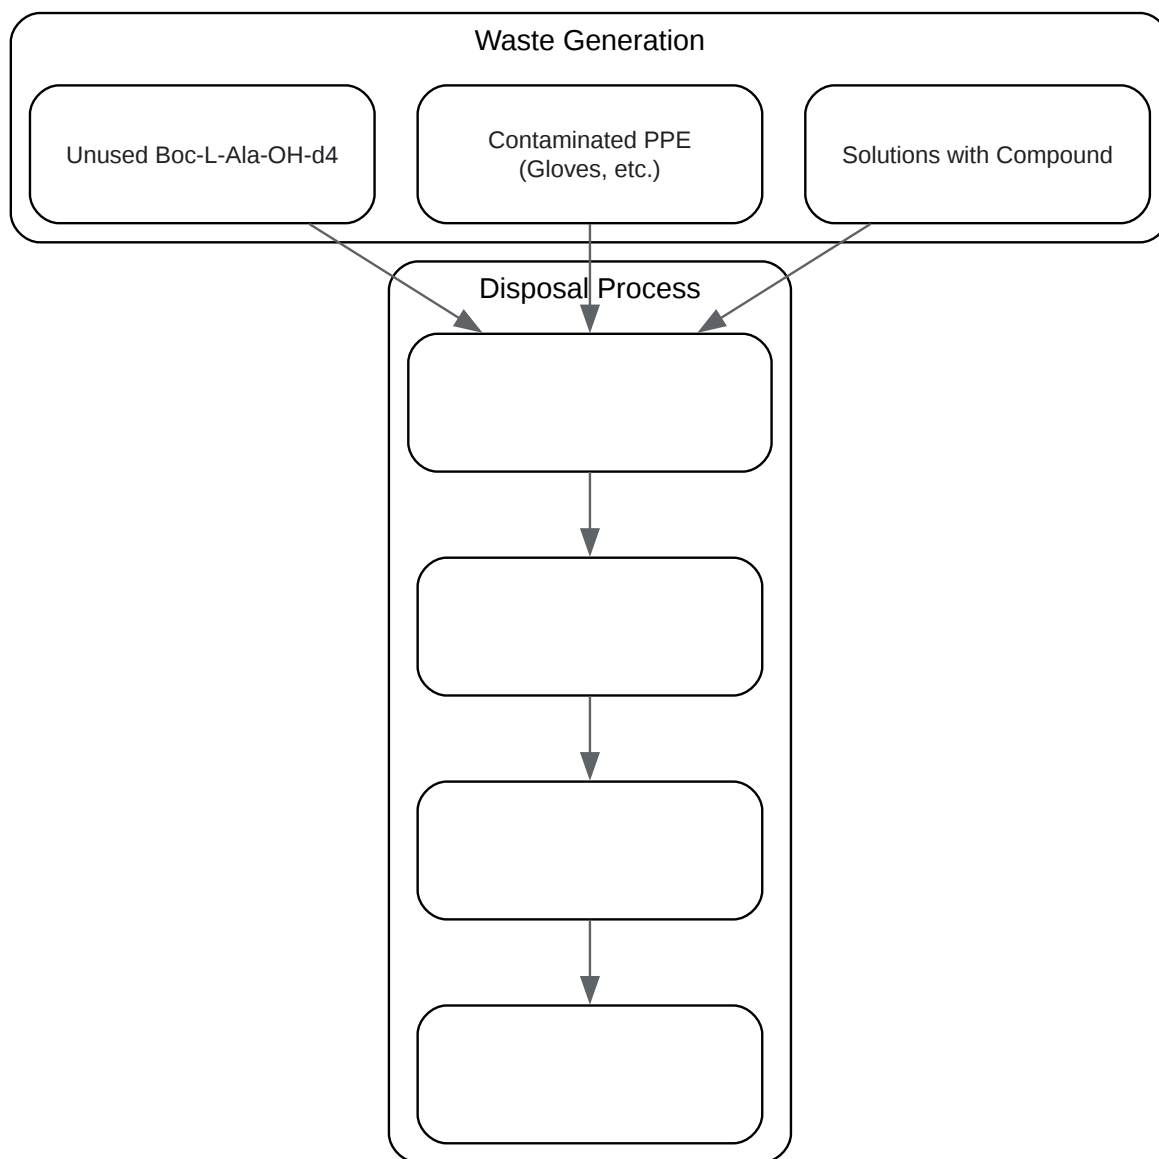 Waste Generation
Unused Boc-L-Ala-OH-d4
Contaminated PPE
(Gloves, etc.)
Solutions with Compound
Disposal Process